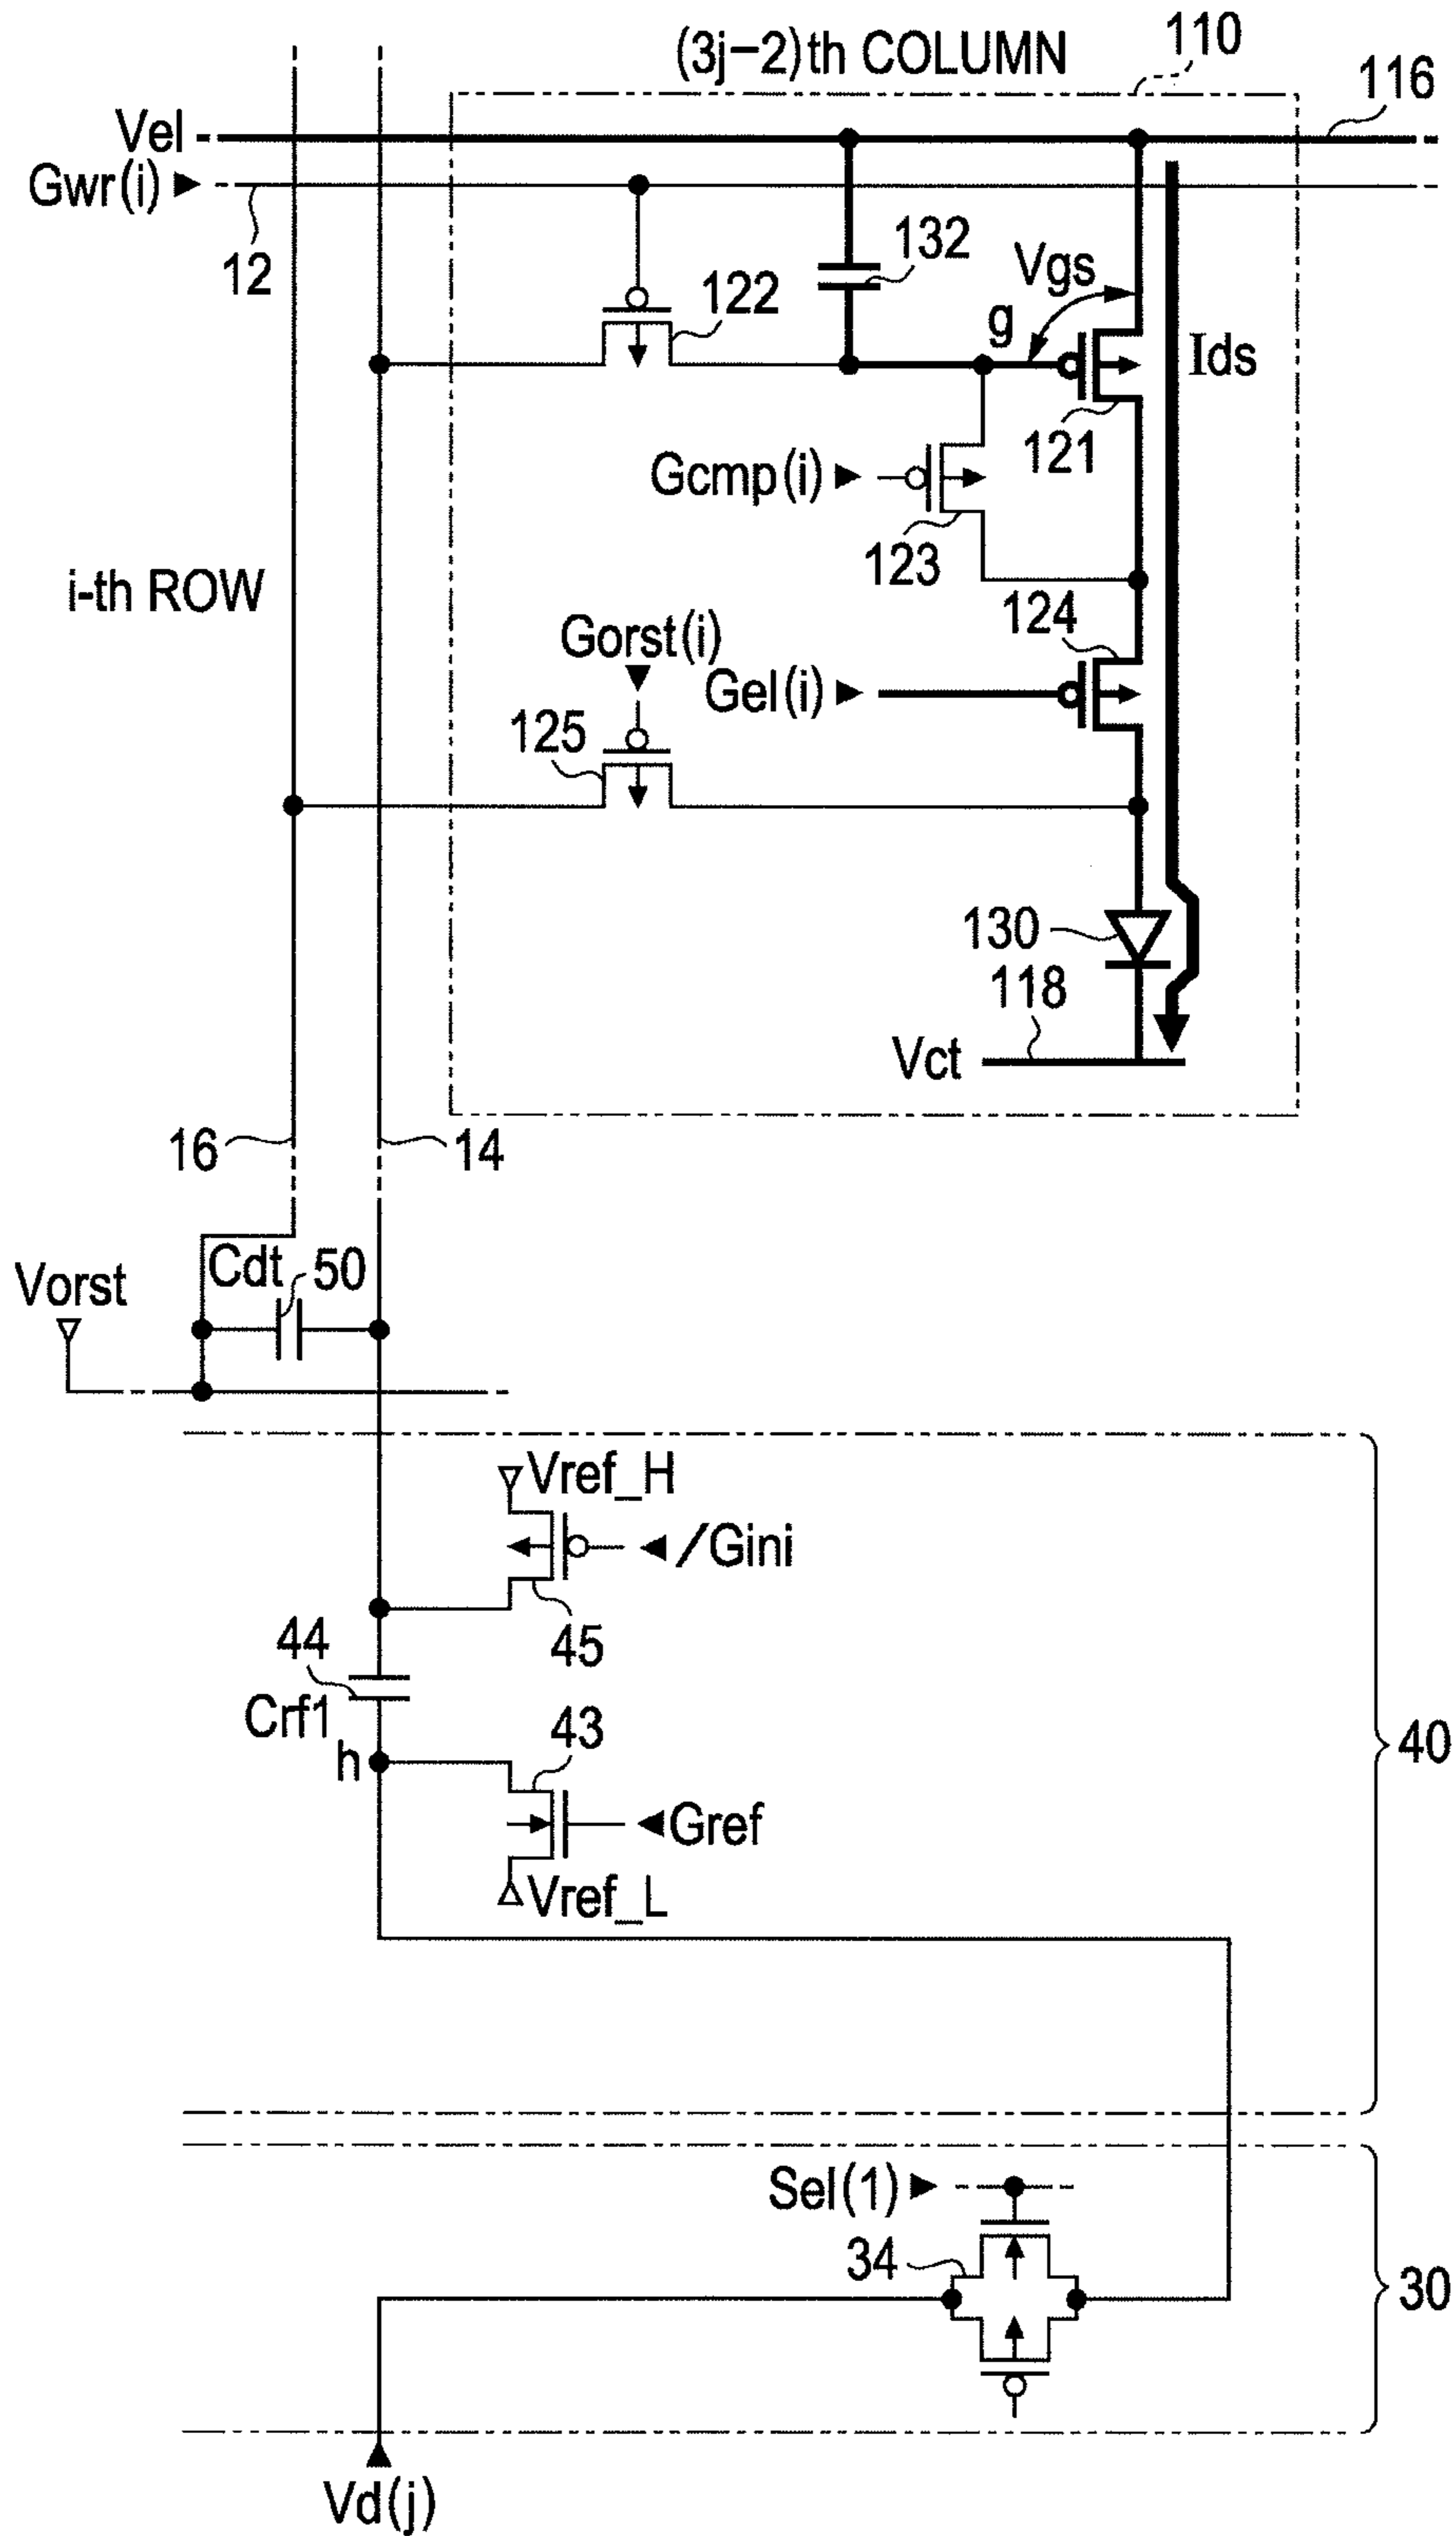 (3j-2)th COLUMN
110
116
Vel
Gwr(i)
12
132
Vgs
122
g
Ids
121
Gcmp(i)
123
i-th ROW
124
Gorst(i)
Gel(i)
125
130
118
Vct
16
14
Cdt
50
Vorst
Vref_H
/Gini
45
44
Crf1
43
h
40
Gref
Vref_L
Sel(1)
34
30
Vd(j)